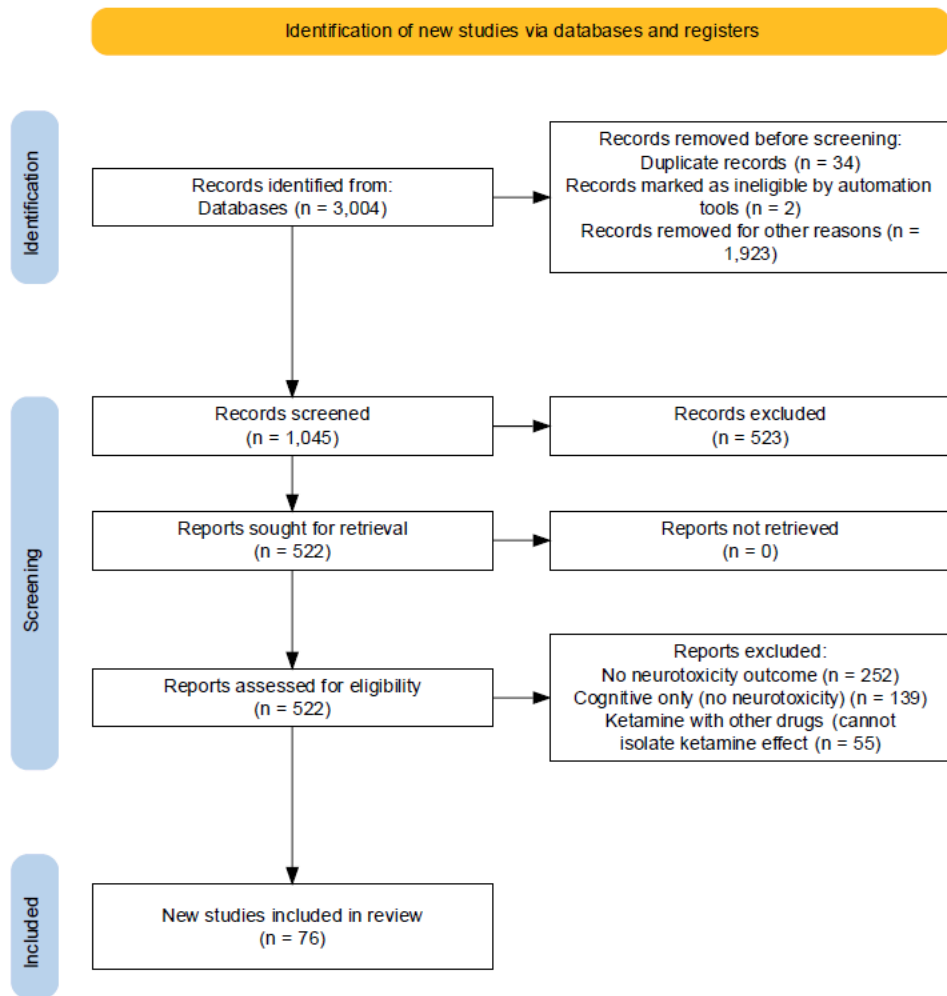 Identification of new studies via databases and registers
Identification
Records identified from:
Databases (n = 3,004)
Records removed before screening:
Duplicate records (n = 34)
Records marked as ineligible by automation
tools (n = 2)
Records removed for other reasons (n =
1,923)
Screening
Records screened
(n = 1,045)
Records excluded
(n = 523)
Reports sought for retrieval
(n = 522)
Reports not retrieved
(n = 0)
Reports assessed for eligibility
(n = 522)
Reports excluded:
No neurotoxicity outcome (n = 252)
Cognitive only (no neurotoxicity) (n = 139)
Ketamine with other drugs (cannot
isolate ketamine effect (n = 55)
Included
New studies included in review
(n = 76)